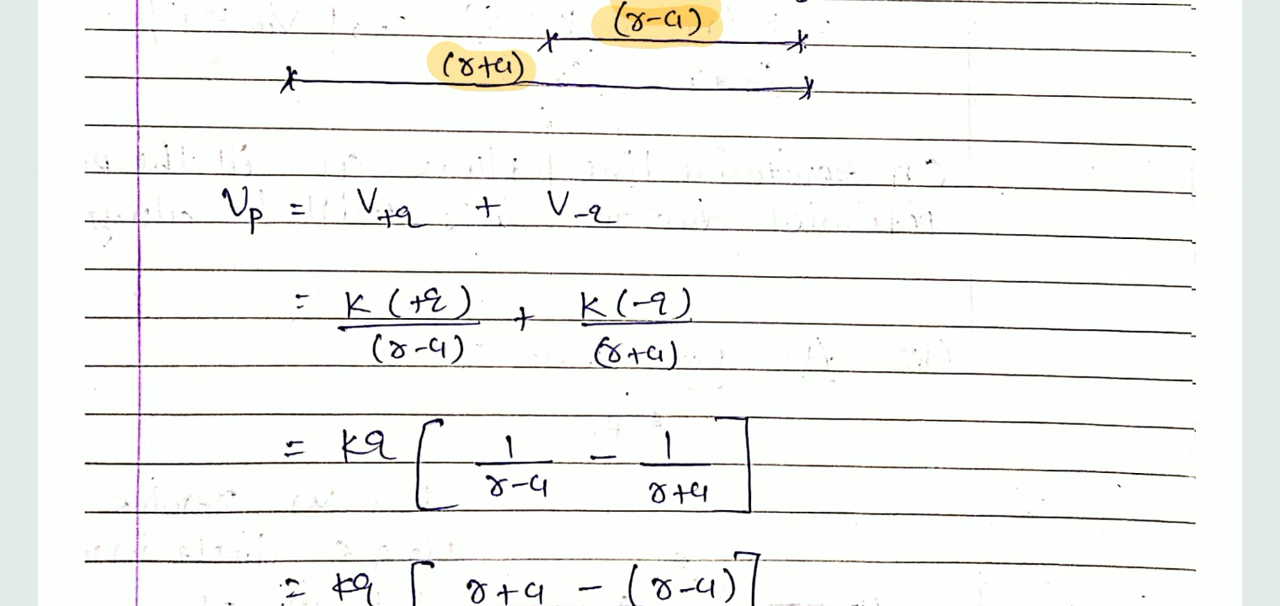 (r-a)
(r+a)
Vp = V+q + V-q
= K (+q) / (r-a) + K (-q) / (r+a)
= kq [ 1 / r-a - 1 / r+a ]
= kq [ r+a - (r-a) ]